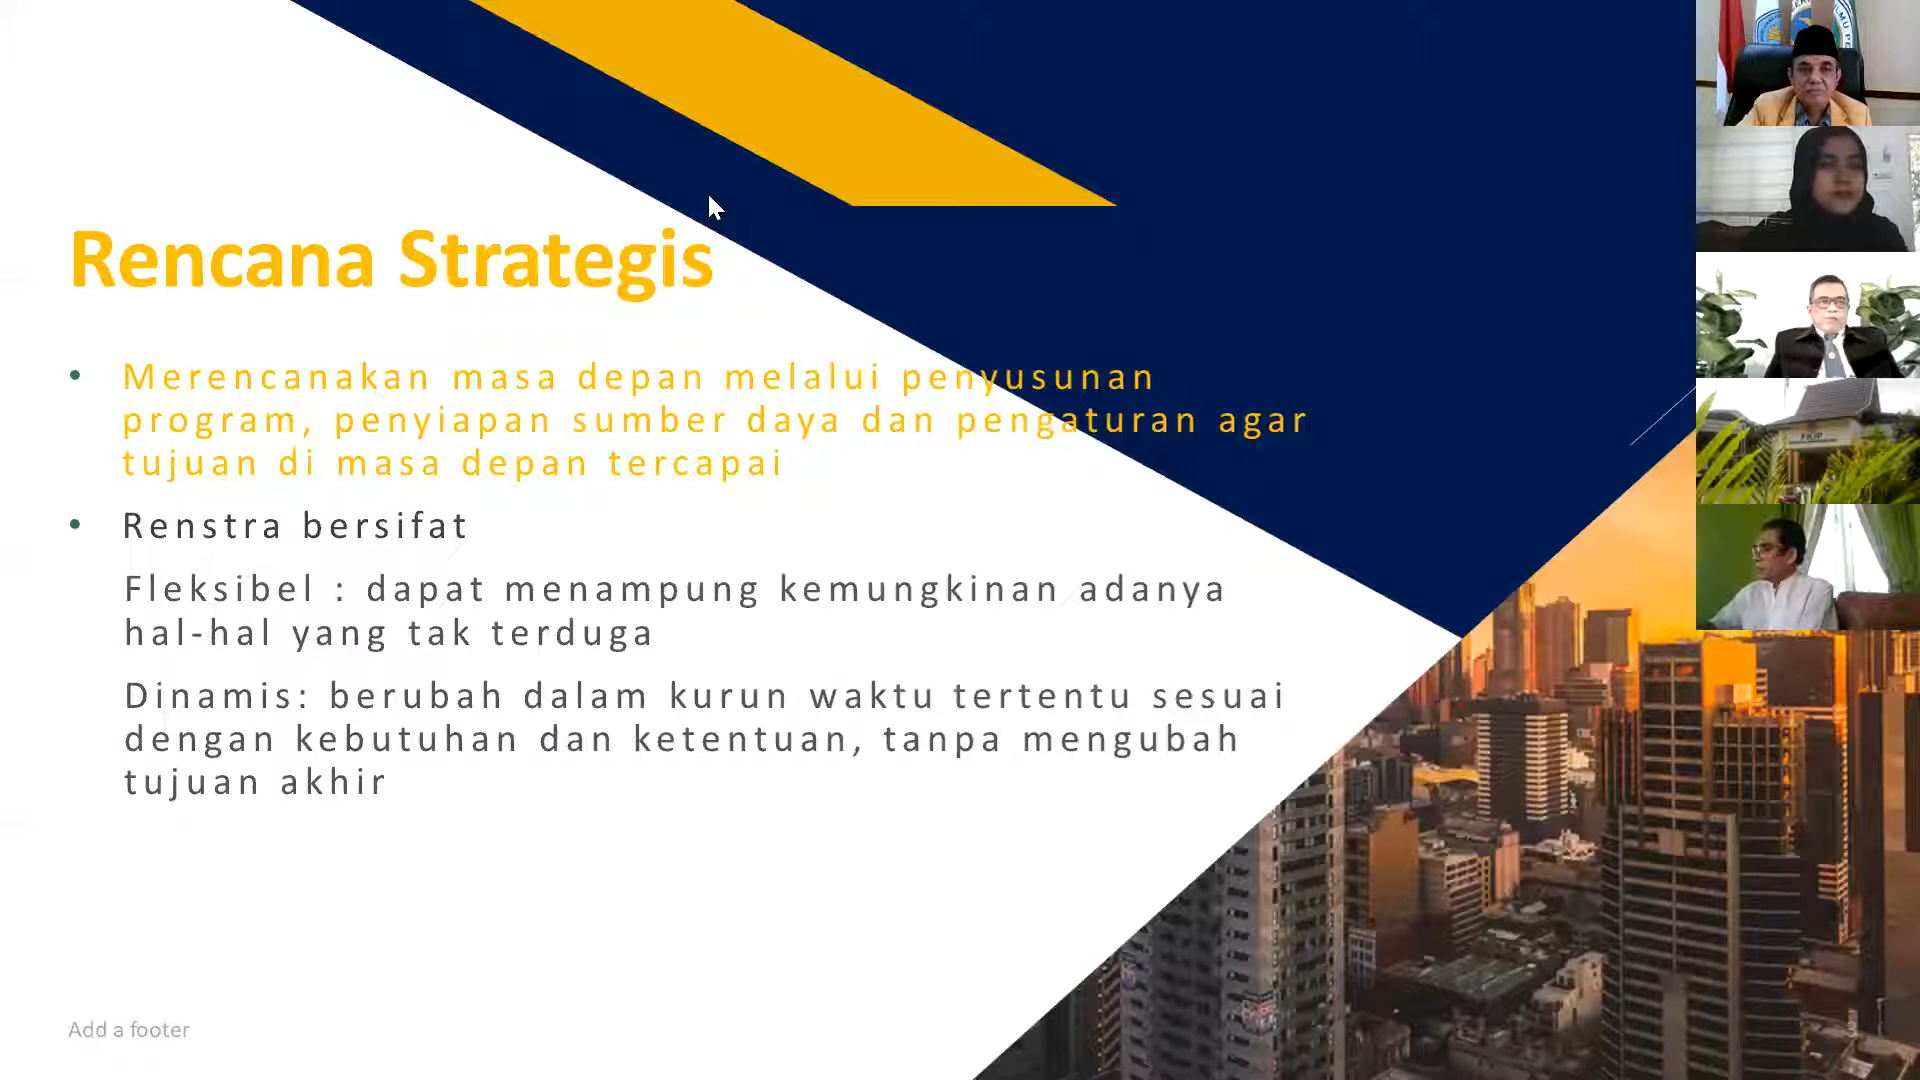 Rencana Strategis
• Merencanakan masa depan melalui penyusunan
program, penyiapan sumber daya dan pengaturan agar
tujuan di masa depan tercapai
• Renstra bersifat
Fleksibel : dapat menampung kemungkinan adanya
hal-hal yang tak terduga
Dinamis: berubah dalam kurun waktu tertentu sesuai
dengan kebutuhan dan ketentuan, tanpa mengubah
tujuan akhir
Add a footer
FKIP